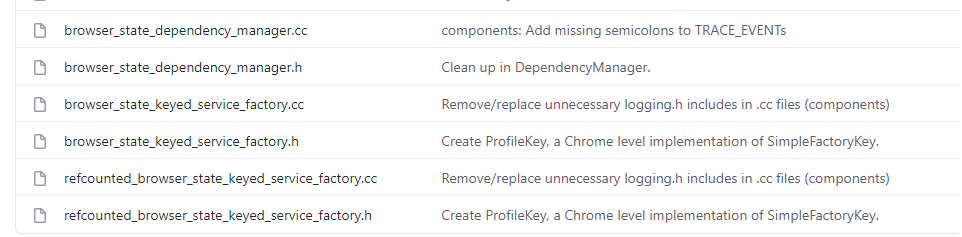 browser_state_dependency_manager.cc components: Add missing semicolons to TRACE_EVENTs
browser_state_dependency_manager.h Clean up in DependencyManager.
browser_state_keyed_service_factory.cc Remove/replace unnecessary logging.h includes in .cc files (components)
browser_state_keyed_service_factory.h Create ProfileKey, a Chrome level implementation of SimpleFactoryKey.
refcounted_browser_state_keyed_service_factory.cc Remove/replace unnecessary logging.h includes in .cc files (components)
refcounted_browser_state_keyed_service_factory.h Create ProfileKey, a Chrome level implementation of SimpleFactoryKey.